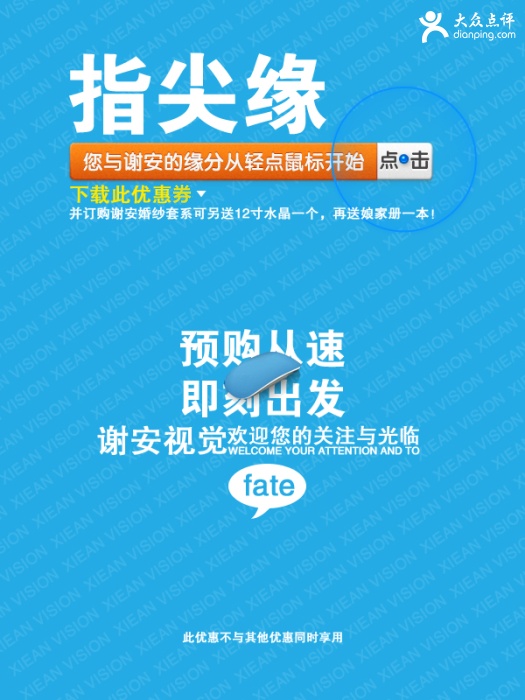 大众点评
dianping.com
指尖缘
您与谢安的缘分从轻点鼠标开始 点击
下载此优惠券
并订购谢安婚纱套系可另送12寸水晶一个，再送娘家册一本！
预购从速
即刻出发
谢安视觉欢迎您的关注与光临
WELCOME YOUR ATTENTION AND TO
fate
XIEAN VISION
此优惠不与其他优惠同时享用